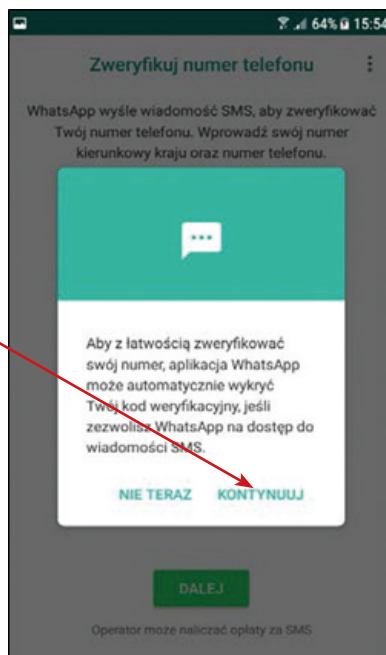 64% 15:54
Zweryfikuj numer telefonu
WhatsApp wyśle wiadomość SMS, aby zweryfikować
Twój numer telefonu. Wprowadź swój numer
kierunkowy kraju oraz numer telefonu.
Aby z łatwością zweryfikować
swój numer, aplikacja WhatsApp
może automatycznie wykryć
Twój kod weryfikacyjny, jeśli
zezwolisz WhatsApp na dostęp do
wiadomości SMS.
NIE TERAZ KONTYNUUJ
DALEJ
Operator może naliczać opłaty za SMS